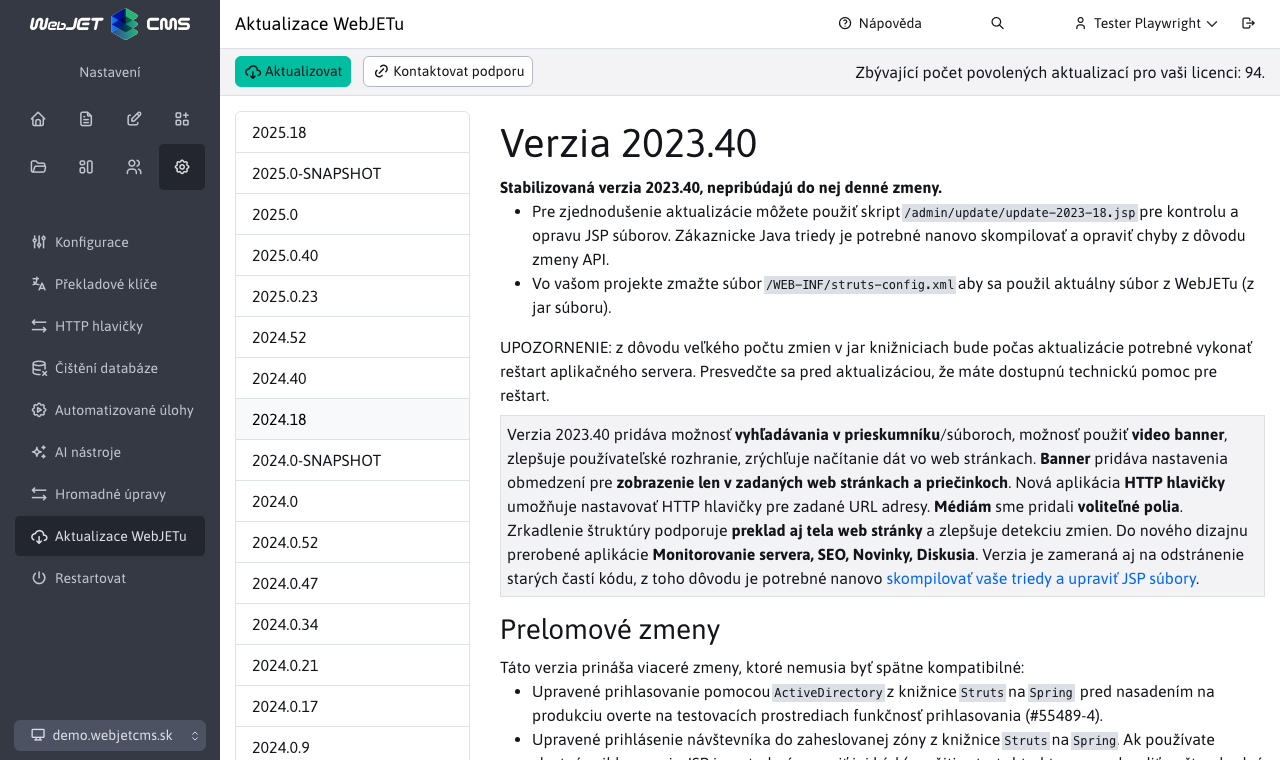 WebJET CMS
Nastavení
Konfigurace
Překladové klíče
HTTP hlavičky
Čištění databáze
Automatizované úlohy
AI nástroje
Hromadné úpravy
Aktualizace WebJETu
Restartovat
demo.webjetcms.sk
Aktualizace WebJETu
Nápověda
Tester Playwright
Aktualizovat
Kontaktovat podporu
Zbývající počet povolených aktualizací pro vaši licenci: 94.
2025.18
2025.0-SNAPSHOT
2025.0
2025.0.40
2025.0.23
2024.52
2024.40
2024.18
2024.0-SNAPSHOT
2024.0
2024.0.52
2024.0.47
2024.0.34
2024.0.21
2024.0.17
2024.0.9
Verzia 2023.40
Stabilizovaná verzia 2023.40, nepribúdajú do nej denné zmeny.
Pre zjednodušenie aktualizácie môžete použiť skript /admin/update/update-2023-18.jsp pre kontrolu a
opravu JSP súborov. Zákaznicke Java triedy je potrebné nanovo skompilovať a opraviť chyby z dôvodu
zmeny API.
Vo vašom projekte zmažte súbor /WEB-INF/struts-config.xml aby sa použil aktuálny súbor z WebJETu (z
jar súboru).
UPOZORNENIE: z dôvodu veľkého počtu zmien v jar knižniciach bude počas aktualizácie potrebné vykonať
reštart aplikačného servera. Presvedčte sa pred aktualizáciou, že máte dostupnú technickú pomoc pre
reštart.
Verzia 2023.40 pridáva možnosť vyhľadávania v prieskumníku/súboroch, možnosť použiť video banner,
zlepšuje používateľské rozhranie, zrýchľuje načítanie dát vo web stránkach. Banner pridáva nastavenia
obmedzení pre zobrazenie len v zadaných web stránkach a priečinkoch. Nová aplikácia HTTP hlavičky
umožňuje nastavovať HTTP hlavičky pre zadané URL adresy. Médiám sme pridali voliteľné polia.
Zrkadlenie štruktúry podporuje preklad aj tela web stránky a zlepšuje detekciu zmien. Do nového dizajnu
prerobené aplikácie Monitorovanie servera, SEO, Novinky, Diskusia. Verzia je zameraná aj na odstránenie
starých častí kódu, z toho dôvodu je potrebné nanovo skompilovať vaše triedy a upraviť JSP súbory.
Prelomové zmeny
Táto verzia prináša viaceré zmeny, ktoré nemusia byť spätne kompatibilné:
Upravené prihlasovanie pomocou ActiveDirectory z knižnice Struts na Spring pred nasadením na
produkciu overte na testovacích prostrediach funkčnosť prihlasovania (#55489-4).
Upravené prihlásenie návštevníka do zaheslovanej zóny z knižnice Struts na Spring. Ak používate